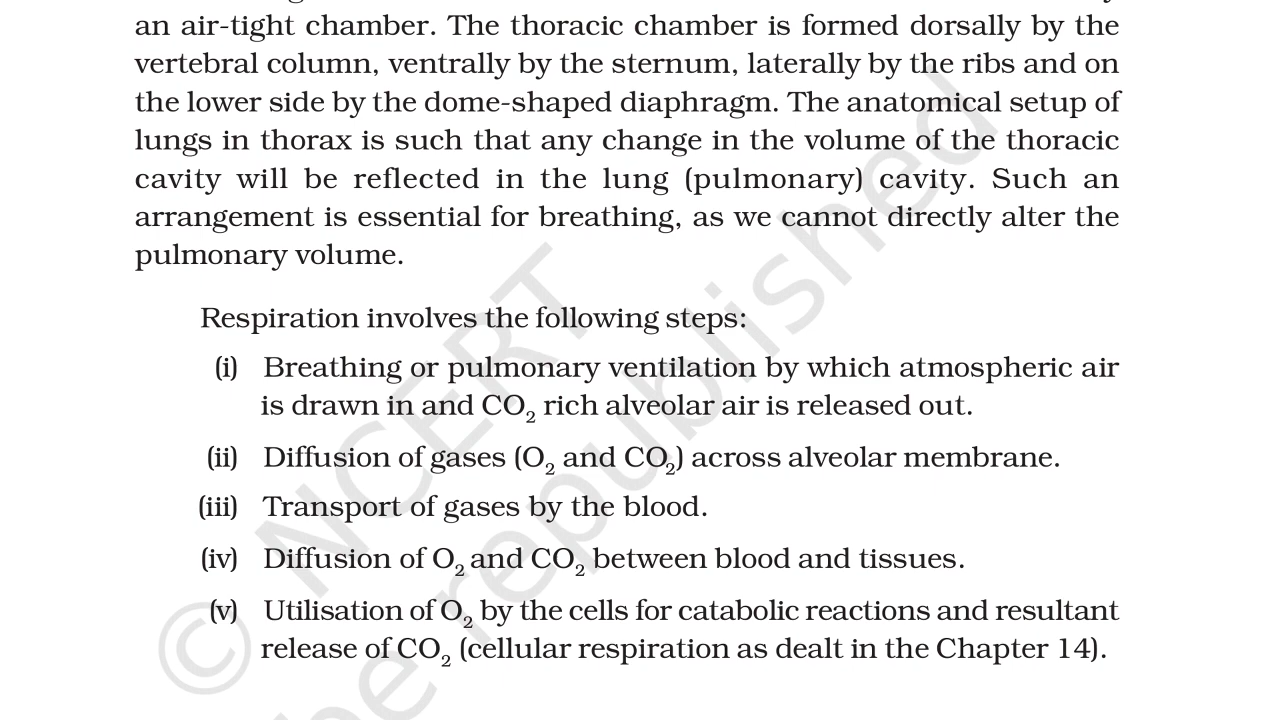 an air-tight chamber. The thoracic chamber is formed dorsally by the
vertebral column, ventrally by the sternum, laterally by the ribs and on
the lower side by the dome-shaped diaphragm. The anatomical setup of
lungs in thorax is such that any change in the volume of the thoracic
cavity will be reflected in the lung (pulmonary) cavity. Such an
arrangement is essential for breathing, as we cannot directly alter the
pulmonary volume.
Respiration involves the following steps:
(i) Breathing or pulmonary ventilation by which atmospheric air
is drawn in and CO₂ rich alveolar air is released out.
(ii) Diffusion of gases (O₂ and CO₂) across alveolar membrane.
(iii) Transport of gases by the blood.
(iv) Diffusion of O₂ and CO₂ between blood and tissues.
(v) Utilisation of O₂ by the cells for catabolic reactions and resultant
release of CO₂ (cellular respiration as dealt in the Chapter 14).
© NCERT
be republished